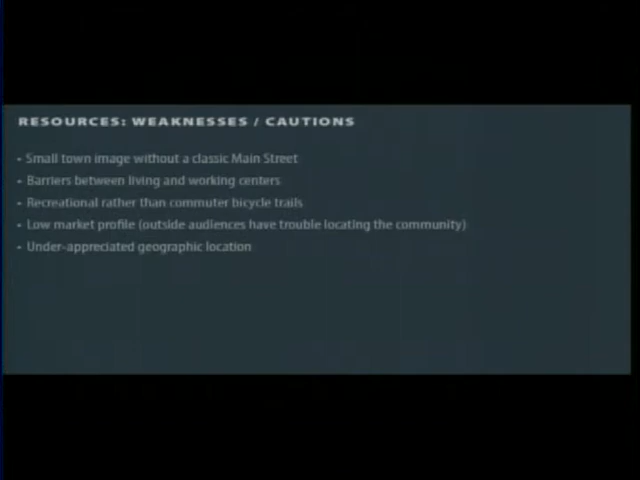 RESOURCES: WEAKNESSES / CAUTIONS
- Small town image without a classic Main Street
- Barriers between living and working centers
- Recreational rather than commuter bicycle trails
- Low market profile (outside audiences have trouble locating the community)
- Under-appreciated geographic location